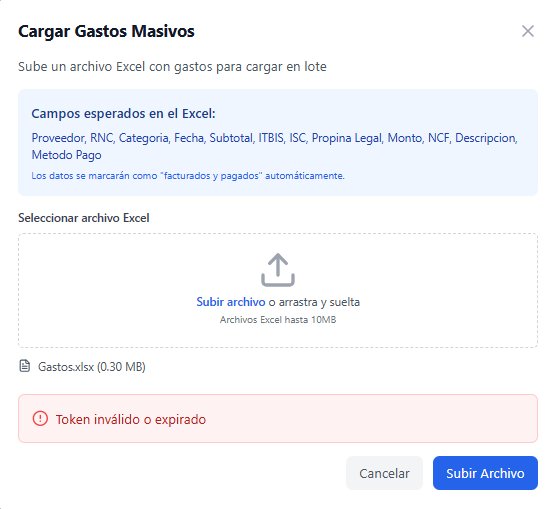 Cargar Gastos Masivos
Sube un archivo Excel con gastos para cargar en lote
Campos esperados en el Excel:
Proveedor, RNC, Categoria, Fecha, Subtotal, ITBIS, ISC, Propina Legal, Monto, NCF, Descripcion,
Metodo Pago
Los datos se marcarán como "facturados y pagados" automáticamente.
Seleccionar archivo Excel
Subir archivo o arrastra y suelta
Archivos Excel hasta 10MB
Gastos.xlsx (0.30 MB)
Token inválido o expirado
Cancelar
Subir Archivo